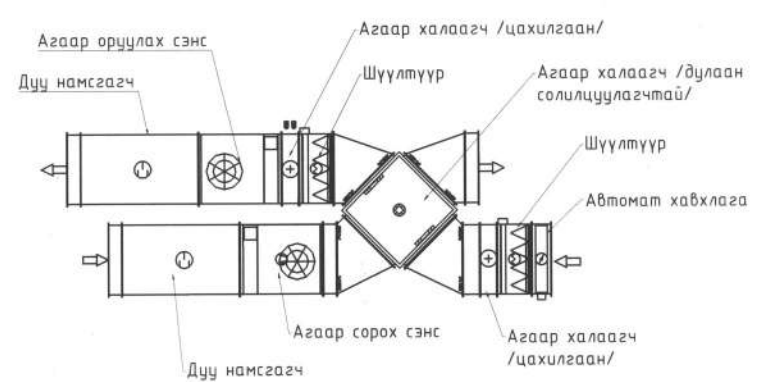 Агаар халаагч /цахилгаан/
Агаар оруулах сэнс
Шүүлтүүр
Агаар халаагч /дулаан
солилцуулагчтай/
Дуу намсгагч
Шүүлтүүр
Автомат хавхлага
Агаар сорох сэнс
Агаар халаагч
/цахилгаан/
Дуу намсгагч